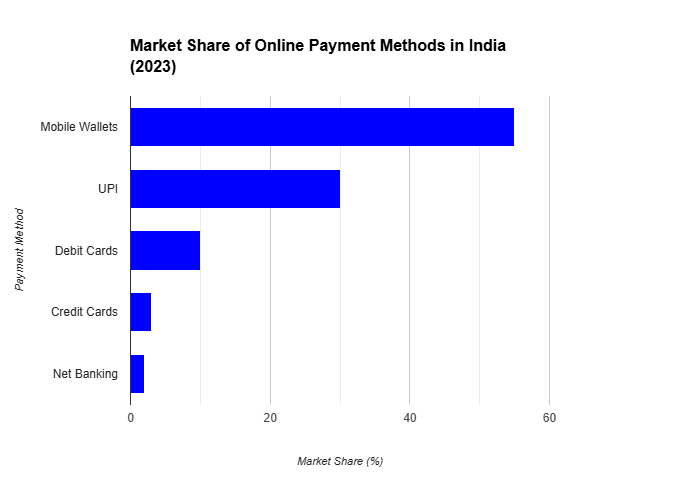 Market Share of Online Payment Methods in India
(2023)
Mobile Wallets
UPI
Debit Cards
Credit Cards
Net Banking
Payment Method
0
20
40
60
Market Share (%)